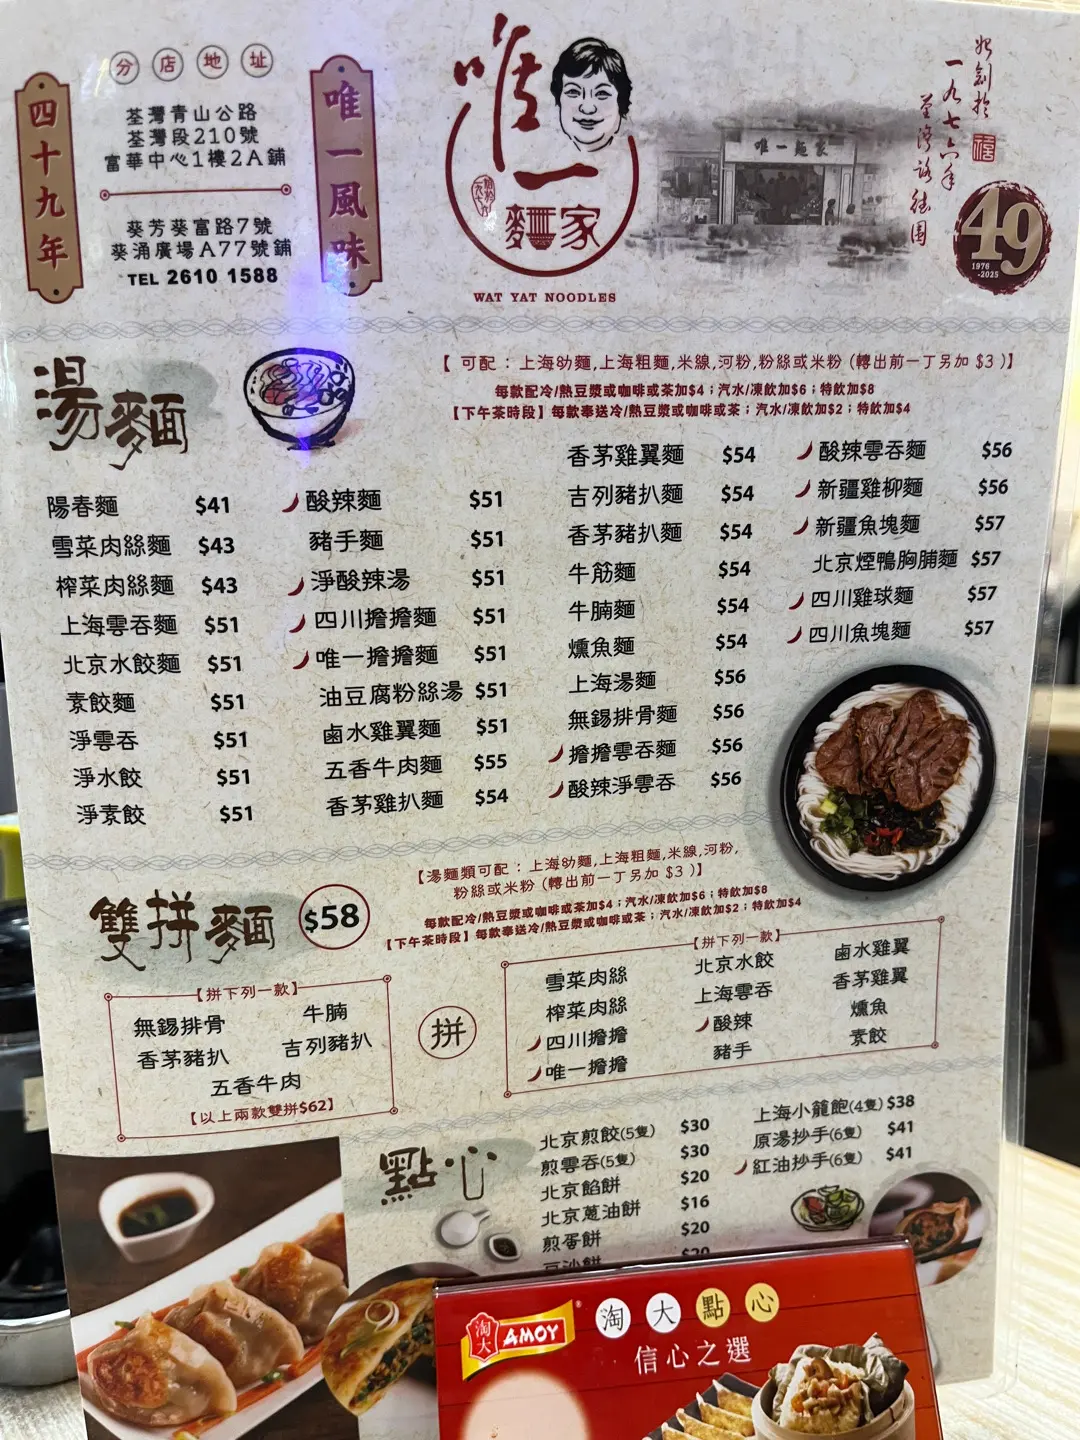 分店地址
四十九年
荃灣青山公路
荃灣段210號
富華中心1樓2A鋪
葵芳葵富路7號
葵涌廣場A77號鋪
TEL 2610 1588
唯一風味
唯一
麵家
WAT YAT NOODLES
唯一麵家
始創於
一九七六年
荃灣路德圍
49
1976
-2025
湯麵
【 可配 : 上海幼麵,上海粗麵,米線,河粉,粉絲或米粉 (轉出前一丁另加 $3 )】
每款配冷/熱豆漿或咖啡或茶加$4；汽水/凍飲加$6；特飲加$8
【下午茶時段】每款奉送冷/熱豆漿或咖啡或茶；汽水/凍飲加$2；特飲加$4
陽春麵 $41
雪菜肉絲麵 $43
榨菜肉絲麵 $43
上海雲吞麵 $51
北京水餃麵 $51
素餃麵 $51
淨雲吞 $51
淨水餃 $51
淨素餃 $51
酸辣麵 $51
豬手麵 $51
淨酸辣湯 $51
四川擔擔麵 $51
唯一擔擔麵 $51
油豆腐粉絲湯 $51
鹵水雞翼麵 $51
五香牛肉麵 $55
香茅雞扒麵 $54
香茅雞翼麵 $54
吉列豬扒麵 $54
香茅豬扒麵 $54
牛筋麵 $54
牛腩麵 $54
燻魚麵 $54
上海湯麵 $56
無錫排骨麵 $56
擔擔雲吞麵 $56
酸辣淨雲吞 $56
酸辣雲吞麵 $56
新疆雞柳麵 $56
新疆魚塊麵 $57
北京煙鴨胸脯麵 $57
四川雞球麵 $57
四川魚塊麵 $57
雙拼麵 $58
【湯麵類可配 : 上海幼麵,上海粗麵,米線,河粉,
粉絲或米粉 (轉出前一丁另加 $3 )】
每款配冷/熱豆漿或咖啡或茶加$4；汽水/凍飲加$6；特飲加$8
【下午茶時段】每款奉送冷/熱豆漿或咖啡或茶；汽水/凍飲加$2；特飲加$4
【拼下列一款】
無錫排骨 牛腩
香茅豬扒 吉列豬扒
五香牛肉
【以上兩款雙拼$62】
拼
【拼下列一款】
雪菜肉絲 北京水餃 鹵水雞翼
榨菜肉絲 上海雲吞 香茅雞翼
四川擔擔 酸辣 燻魚
唯一擔擔 豬手 素餃
點心
北京煎餃(5隻) $30
煎雲吞(5隻) $30
北京餡餅 $20
北京蔥油餅 $16
煎蛋餅 $20
豆沙餅 $20
上海小籠飽(4隻) $38
原湯抄手(6隻) $41
紅油抄手(6隻) $41
淘大 AMOY
淘大點心
信心之選